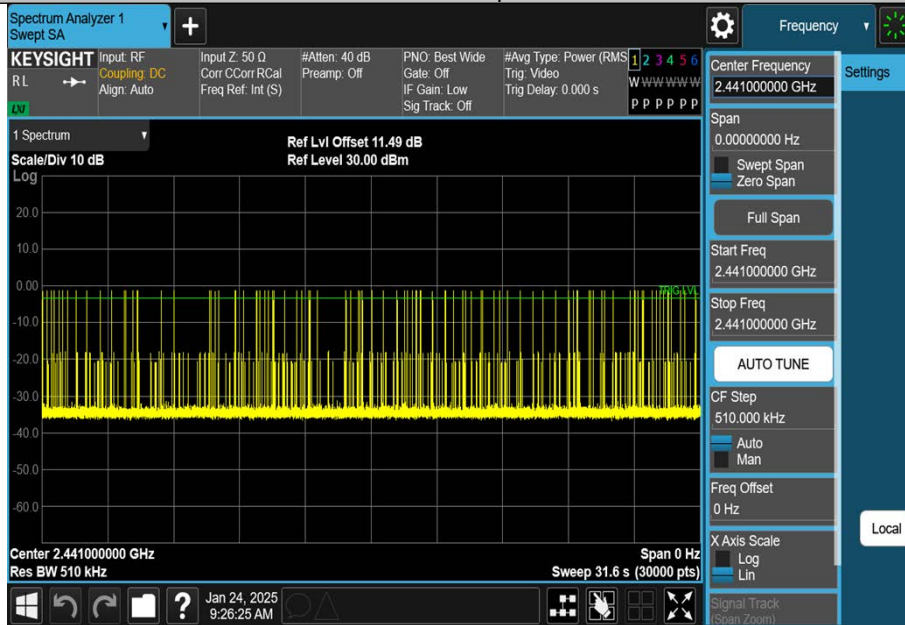 Spectrum Analyzer 1
Swept SA
+
Frequency
KEYSIGHT
R L
LXI
Input: RF
Coupling: DC
Align: Auto
Input Z: 50 Ω
Corr CCorr RCal
Freq Ref: Int (S)
#Atten: 40 dB
Preamp: Off
PNO: Best Wide
Gate: Off
IF Gain: Low
Sig Track: Off
#Avg Type: Power (RMS
Trig: Video
Trig Delay: 0.000 s
1 2 3 4 5 6
W W W W W W
P P P P P P
1 Spectrum
Scale/Div 10 dB
Log
Ref Lvl Offset 11.49 dB
Ref Level 30.00 dBm
20.0
10.0
0.00
-10.0
-20.0
-30.0
-40.0
-50.0
-60.0
TRIG LVL
Center 2.441000000 GHz
Res BW 510 kHz
Span 0 Hz
Sweep 31.6 s (30000 pts)
Center Frequency
2.441000000 GHz
Settings
Span
0.00000000 Hz
Swept Span
Zero Span
Full Span
Start Freq
2.441000000 GHz
Stop Freq
2.441000000 GHz
AUTO TUNE
CF Step
510.000 kHz
Auto
Man
Freq Offset
0 Hz
X Axis Scale
Log
Lin
Local
Signal Track
(Span Zoom)
?
Jan 24, 2025
9:26:25 AM